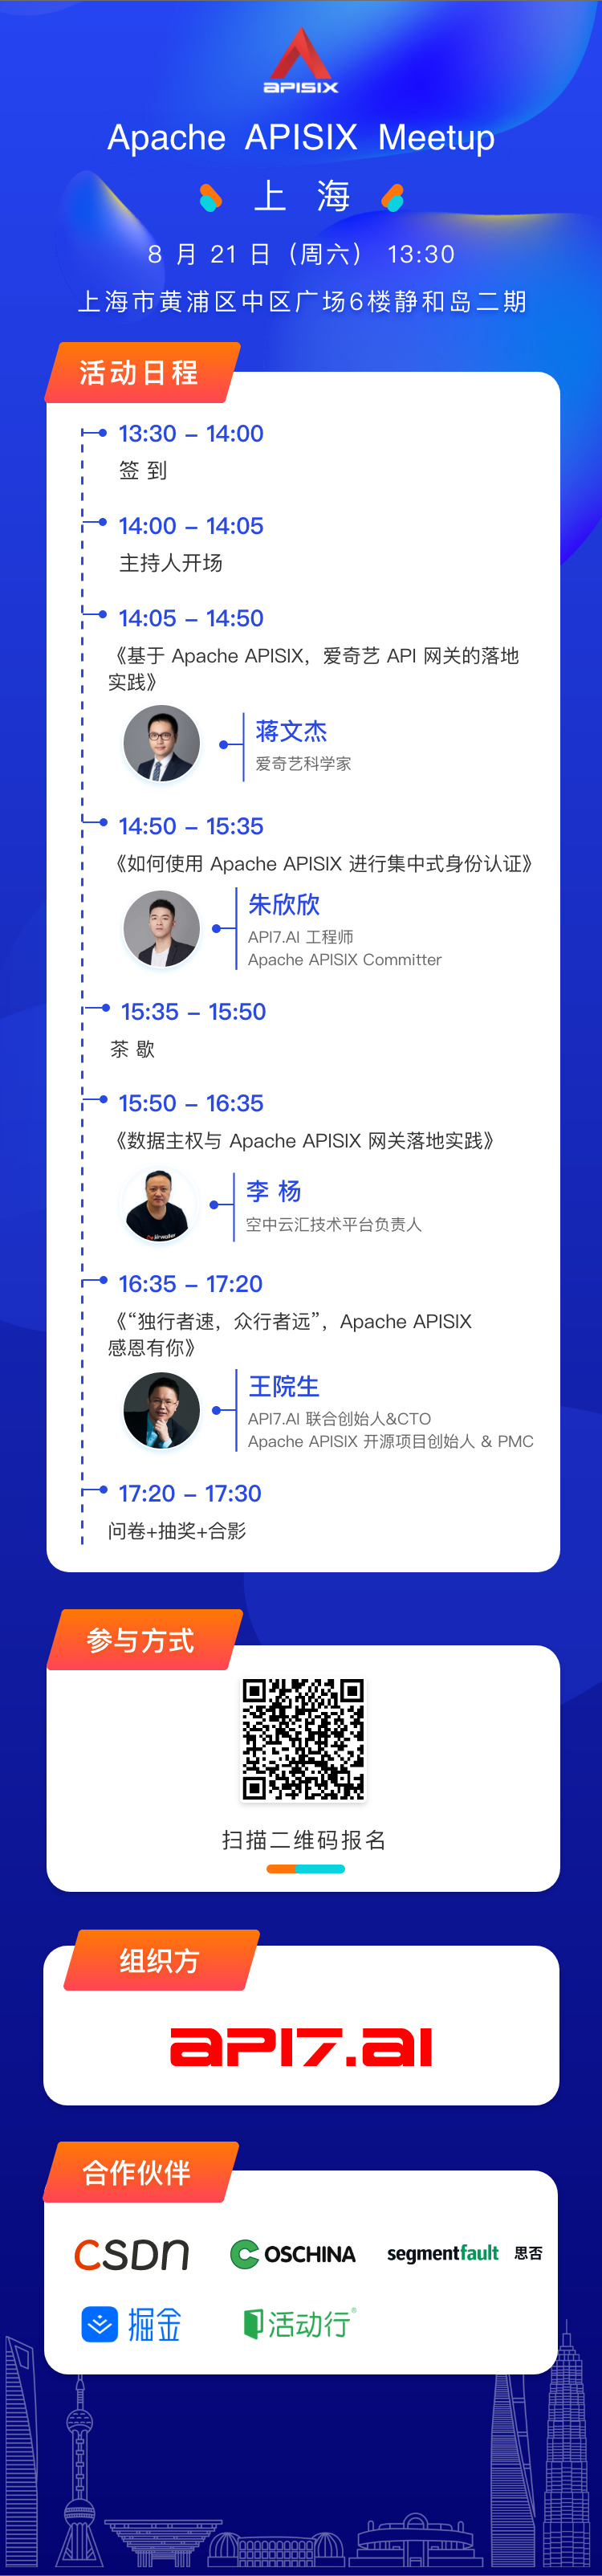 APISIX
Apache APISIX Meetup
上 海
8 月 21 日（周六） 13:30
上海市黄浦区中区广场6楼静和岛二期
活动日程
13:30 – 14:00
签 到
14:00 – 14:05
主持人开场
14:05 – 14:50
《基于 Apache APISIX，爱奇艺 API 网关的落地
实践》
蒋文杰
爱奇艺科学家
14:50 – 15:35
《如何使用 Apache APISIX 进行集中式身份认证》
朱欣欣
API7.AI 工程师
Apache APISIX Committer
15:35 – 15:50
茶 歇
15:50 – 16:35
《数据主权与 Apache APISIX 网关落地实践》
李 杨
空中云汇技术平台负责人
16:35 – 17:20
《“独行者速，众行者远”，Apache APISIX
感恩有你》
王院生
API7.AI 联合创始人&CTO
Apache APISIX 开源项目创始人 & PMC
17:20 – 17:30
问卷+抽奖+合影
参与方式
扫描二维码报名
组织方
API7.AI
合作伙伴
CSDN
OSCHINA
segmentfault 思否
掘金
活动行®